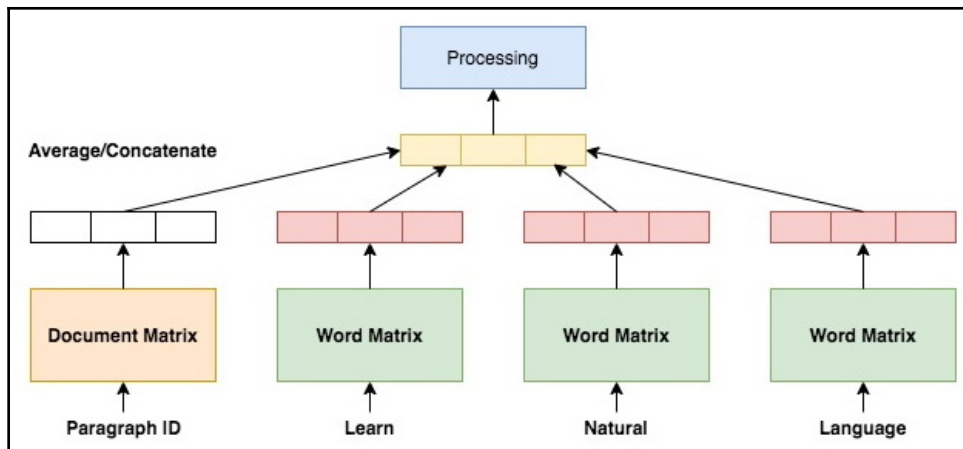 Processing
Average/Concatenate
Document Matrix
Word Matrix
Word Matrix
Word Matrix
Paragraph ID
Learn
Natural
Language